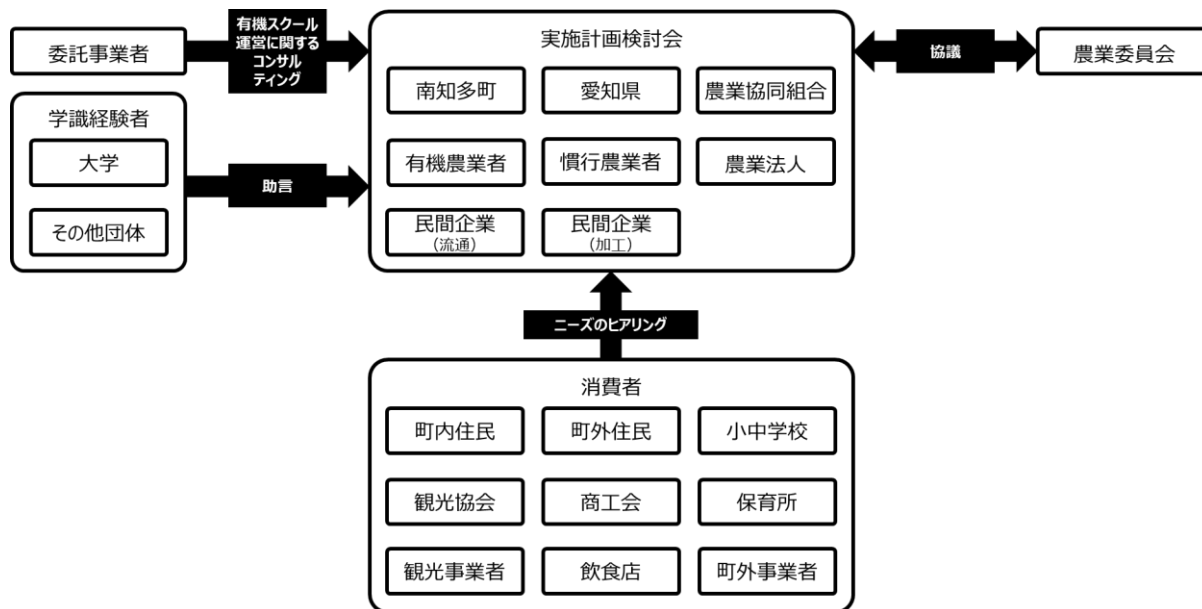 委託事業者
有機スクール
運営に関する
コンサル
ティング
実施計画検討会
協議
農業委員会
南知多町
愛知県
農業協同組合
学識経験者
大学
その他団体
助言
有機農業者
慣行農業者
農業法人
民間企業
(流通)
民間企業
(加工)
ニーズのヒアリング
消費者
町内住民
町外住民
小中学校
観光協会
商工会
保育所
観光事業者
飲食店
町外事業者